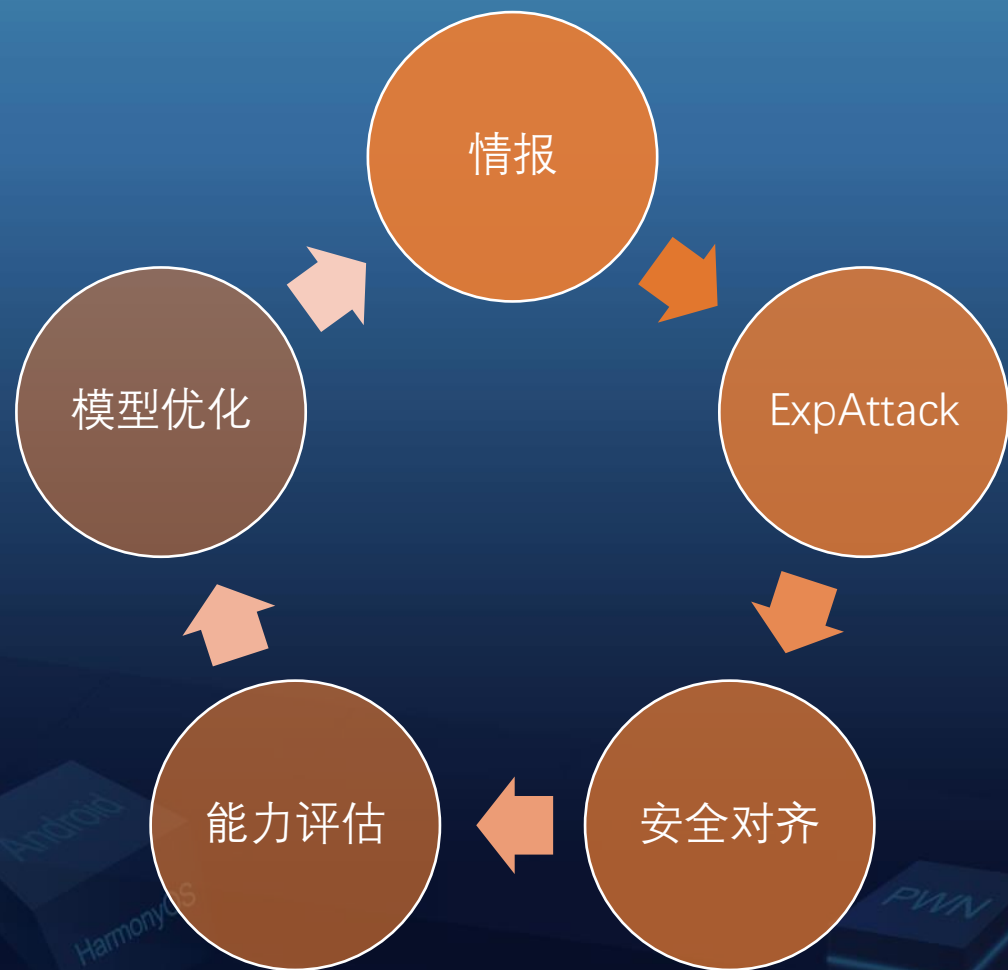 情报
模型优化
ExpAttack
能力评估
安全对齐
Android
HarmonyOS
PWN